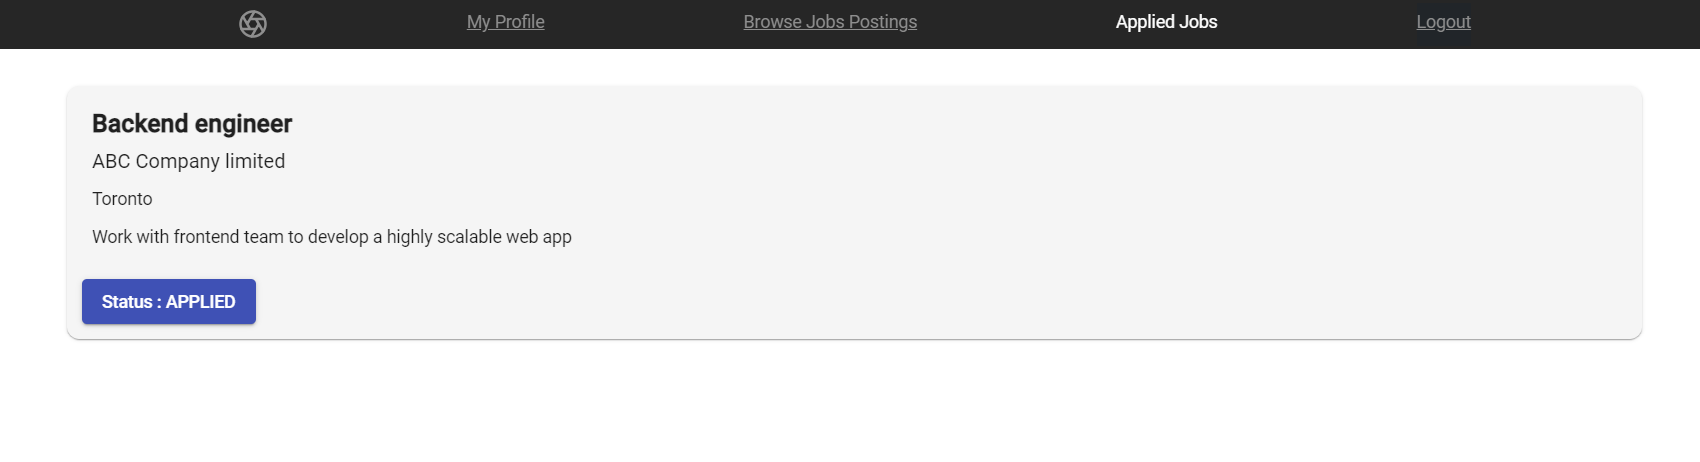 My Profile Browse Jobs Postings Applied Jobs Logout
Backend engineer
ABC Company limited
Toronto
Work with frontend team to develop a highly scalable web app
Status : APPLIED